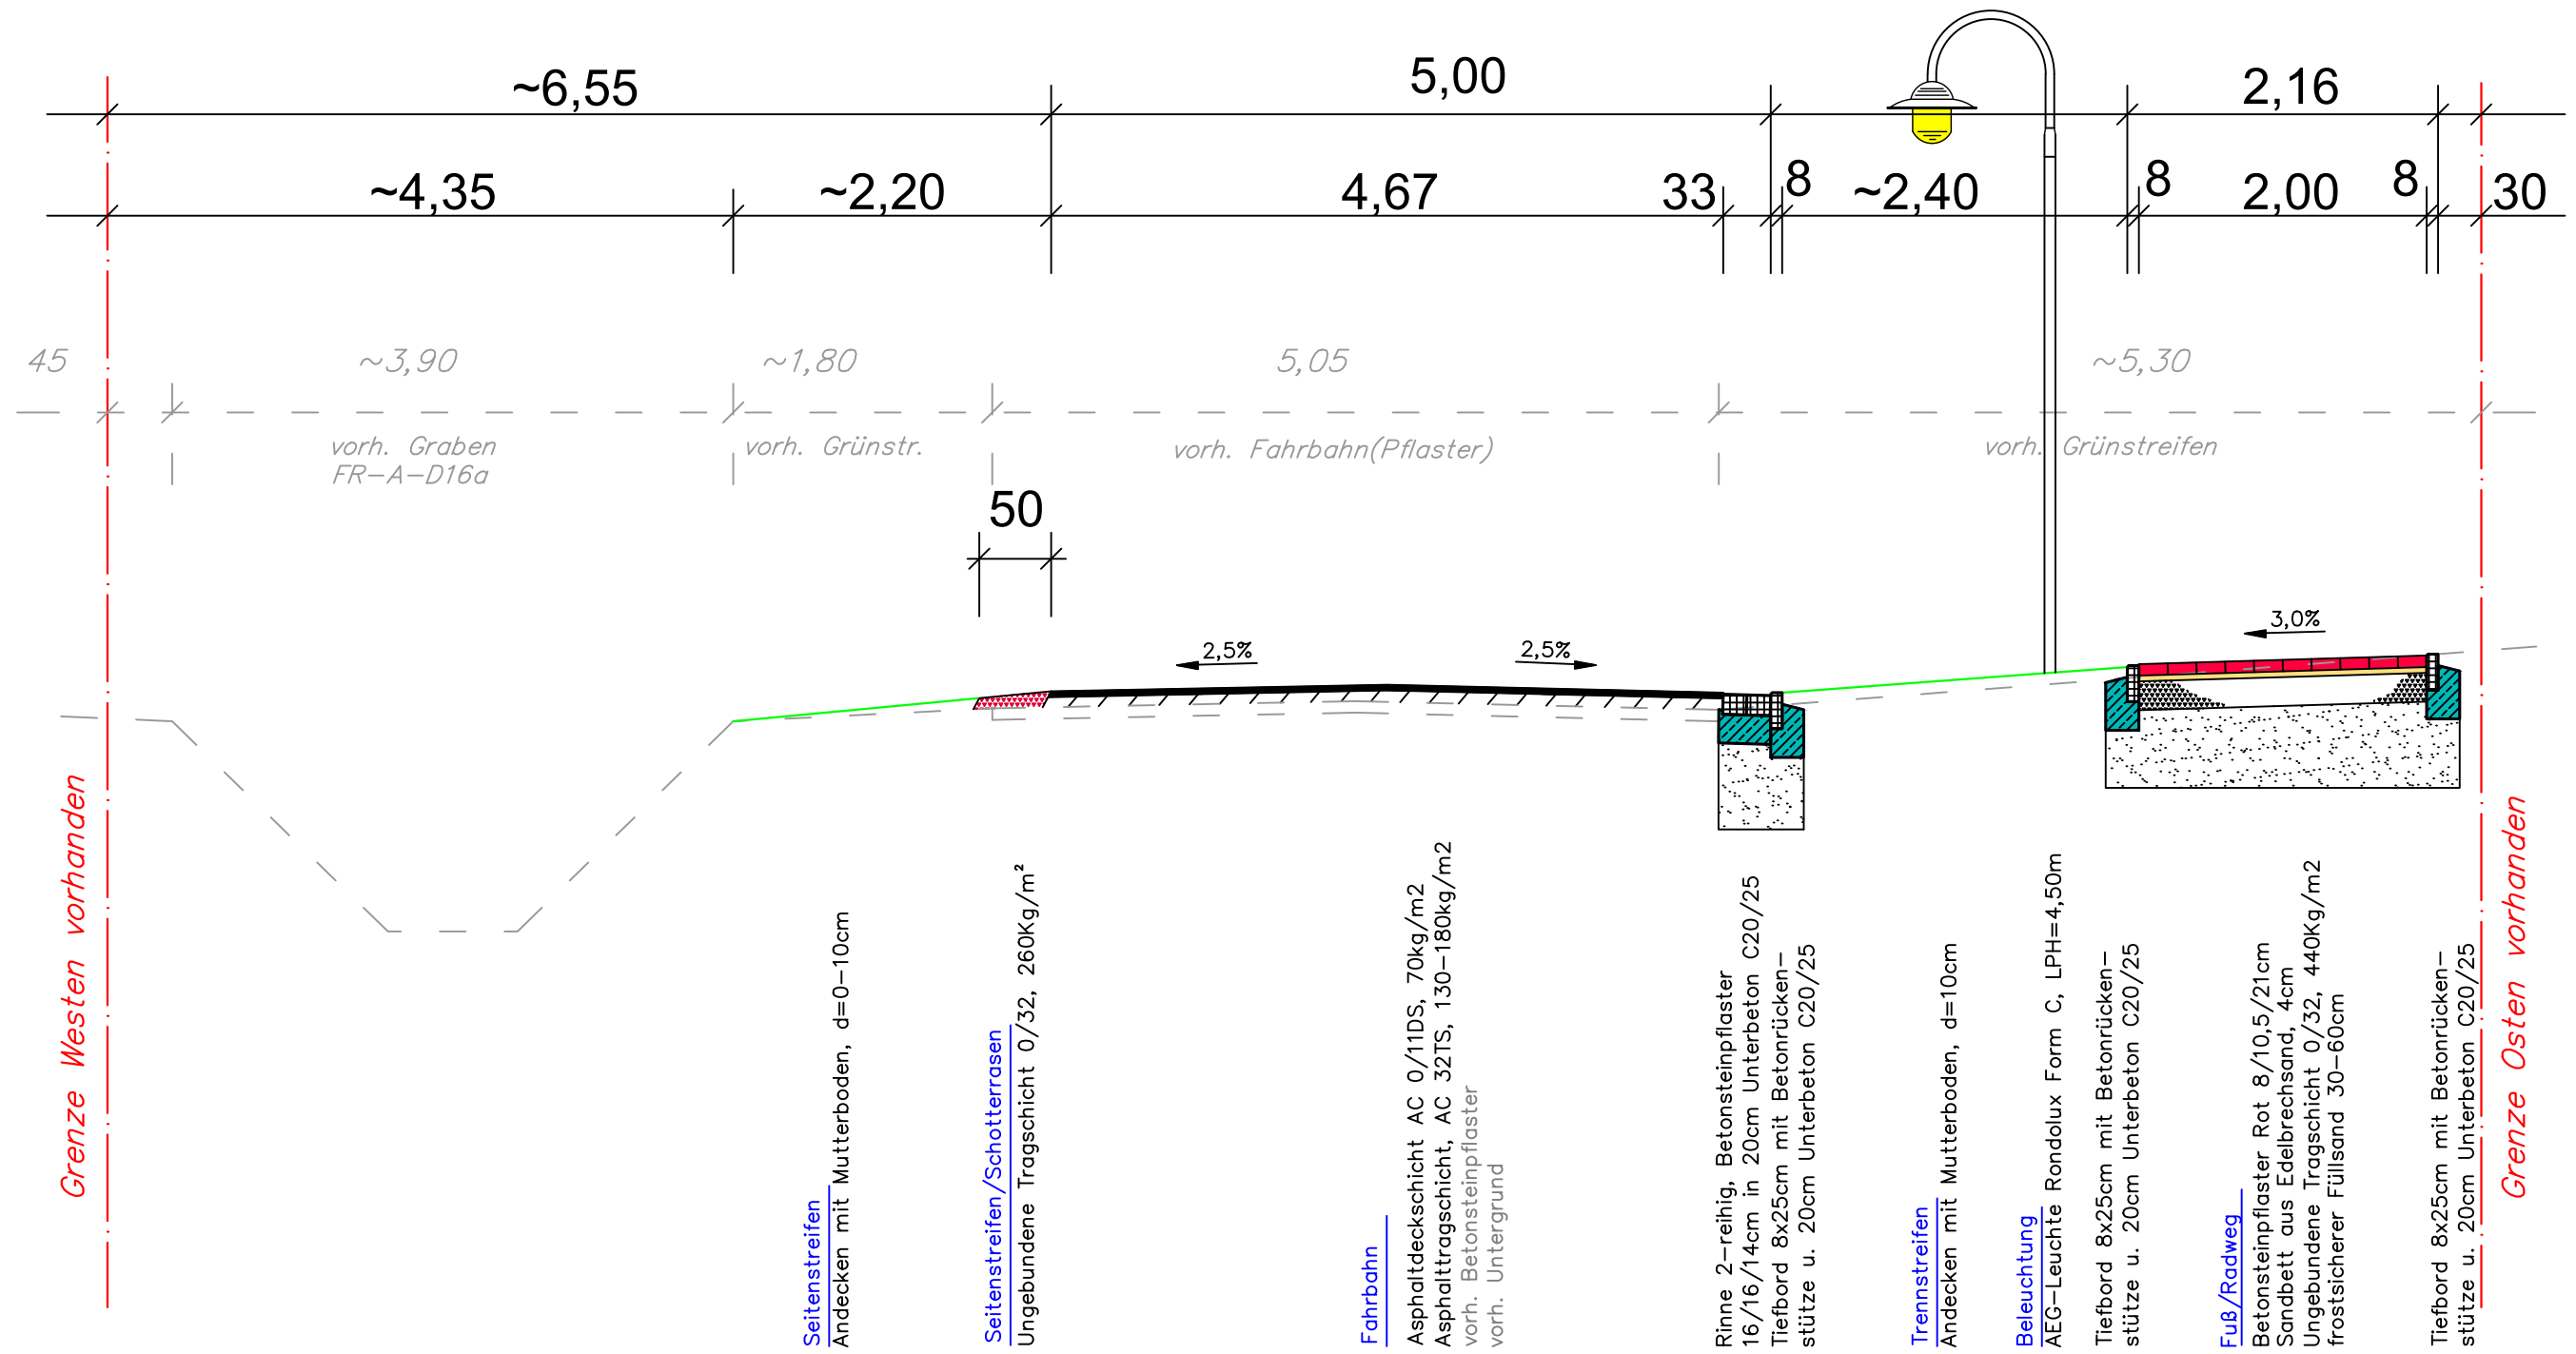 ~6,55
5,00
2,16
~4,35
~2,20
4,67
33
8
~2,40
8
2,00
8
30
45
~3,90
~1,80
5,05
~5,30
vorh. Graben
FR-A-D16a
vorh. Grünstr.
vorh. Fahrbahn(Pflaster)
vorh. Grünstreifen
50
2,5%
2,5%
3,0%
Grenze Westen vorhanden
Seitenstreifen
Andecken mit Mutterboden, d=0-10cm
Seitenstreifen/Schotterrasen
Ungebundene Tragschicht 0/32, 260Kg/m²
Fahrbahn
Asphaltdeckschicht AC 0/11DS, 70kg/m2
Asphalttragschicht, AC 32TS, 130-180kg/m2
vorh. Betonsteinpflaster
vorh. Untergrund
Rinne 2-reihig, Betonsteinpflaster
16/16/14cm in 20cm Unterbeton C20/25
Tiefbord 8x25cm mit Betonrücken-
stütze u. 20cm Unterbeton C20/25
Trennstreifen
Andecken mit Mutterboden, d=10cm
Beleuchtung
AEG-Leuchte Rondolux Form C, LPH=4,50m
Tiefbord 8x25cm mit Betonrücken-
stütze u. 20cm Unterbeton C20/25
Fuß/Radweg
Betonsteinpflaster Rot 8/10,5/21cm
Sandbett aus Edelbrechsand, 4cm
Ungebundene Tragschicht 0/32, 440Kg/m2
frostsicherer Füllsand 30-60cm
Tiefbord 8x25cm mit Betonrücken-
stütze u. 20cm Unterbeton C20/25
Grenze Osten vorhanden